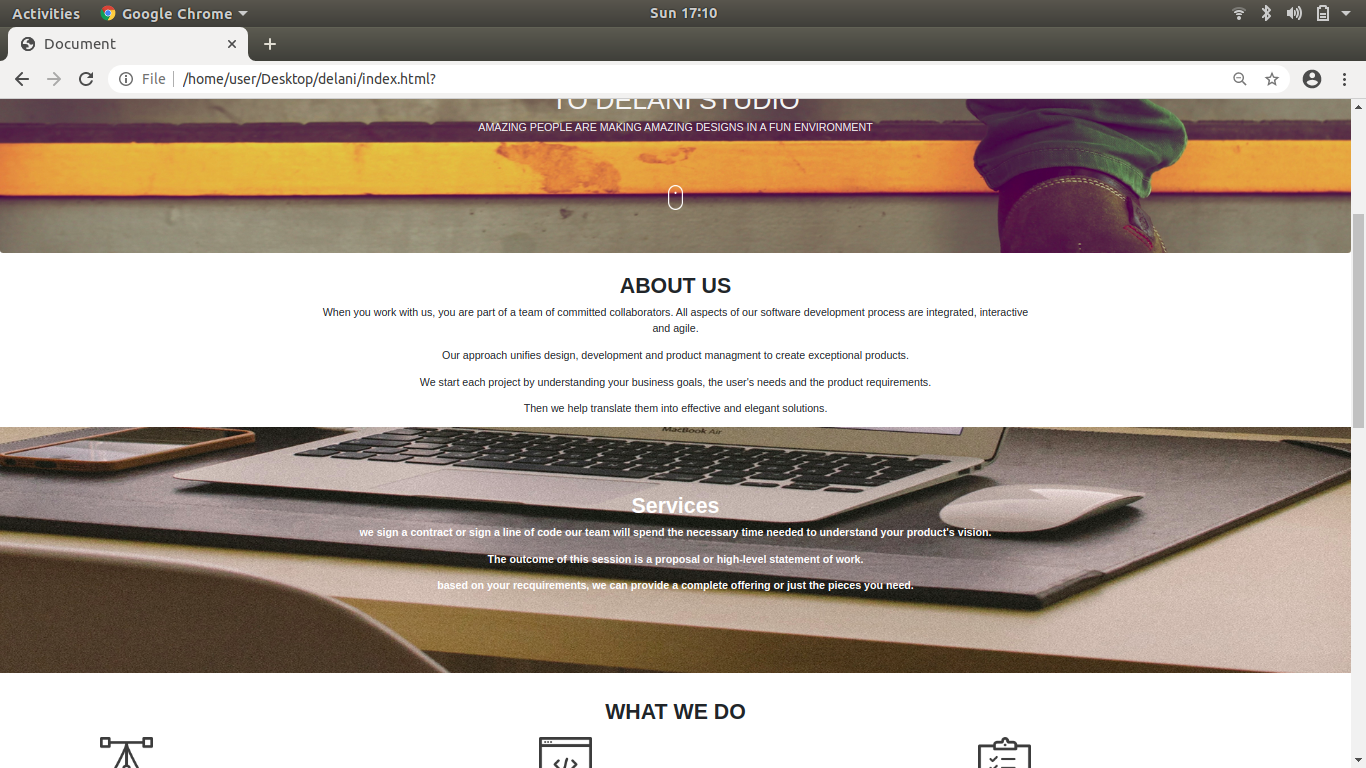 Activities
Google Chrome
Sun 17:10
Document
File
/home/user/Desktop/delani/index.html?
TO DELANI STUDIO
AMAZING PEOPLE ARE MAKING AMAZING DESIGNS IN A FUN ENVIRONMENT
ABOUT US
When you work with us, you are part of a team of committed collaborators. All aspects of our software development process are integrated, interactive
and agile.
Our approach unifies design, development and product managment to create exceptional products.
We start each project by understanding your business goals, the user's needs and the product requirements.
Then we help translate them into effective and elegant solutions.
MacBook Air
Services
we sign a contract or sign a line of code our team will spend the necessary time needed to understand your product's vision.
The outcome of this session is a proposal or high-level statement of work.
based on your recquirements, we can provide a complete offering or just the pieces you need.
WHAT WE DO